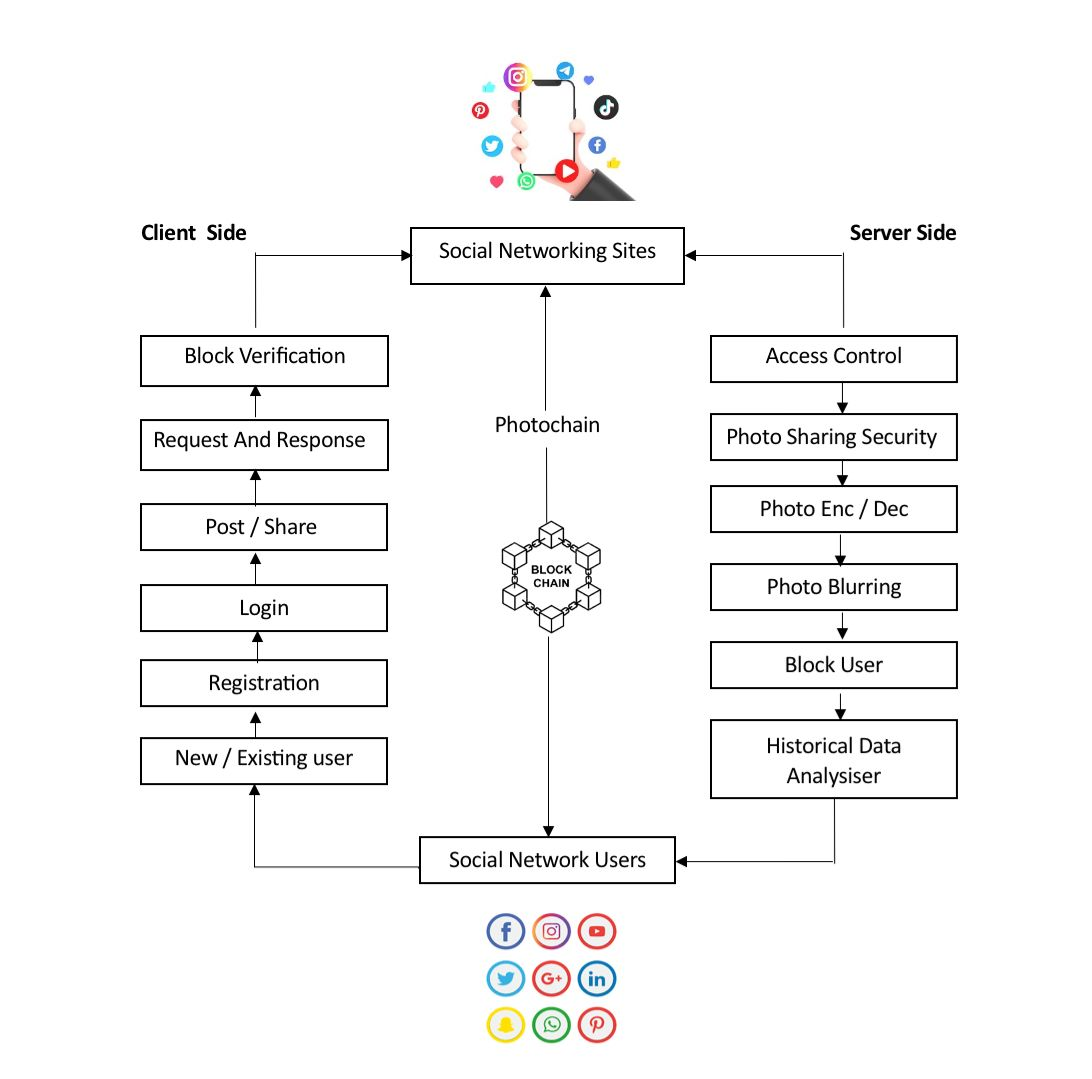 Client Side
Server Side
Social Networking Sites
Block Verification
Request And Response
Post / Share
Login
Registration
New / Existing user
Photochain
BLOCK
CHAIN
Access Control
Photo Sharing Security
Photo Enc / Dec
Photo Blurring
Block User
Historical Data
Analysiser
Social Network Users
f
G+
in